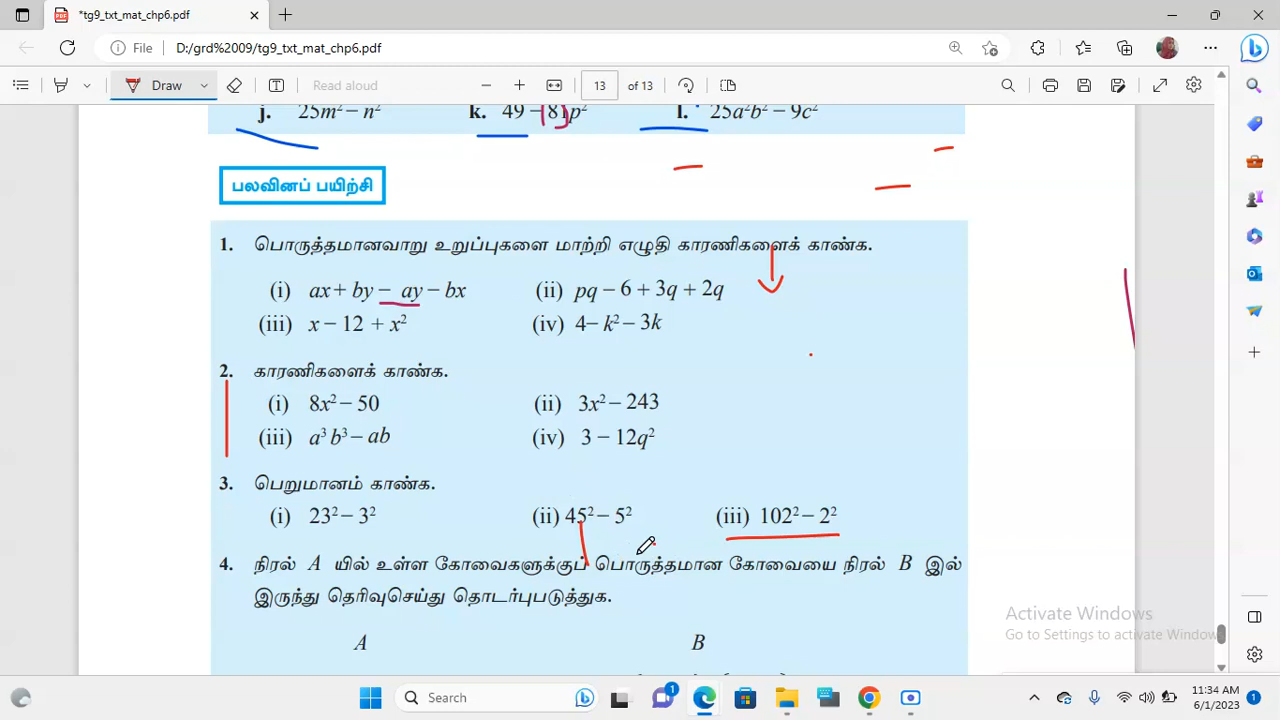 *tg9_txt_mat_chp6.pdf
File D:/grd%2009/tg9_txt_mat_chp6.pdf
Draw Read aloud 13 of 13
j. 25m² – n² k. 49 – 81p² l. 25a²b² – 9c²
பலவினப் பயிற்சி
1. பொருத்தமானவாறு உறுப்புகளை மாற்றி எழுதி காரணிகளைக் காண்க.
(i) ax + by – ay – bx (ii) pq – 6 + 3q + 2q
(iii) x – 12 + x² (iv) 4 – k² – 3k
2. காரணிகளைக் காண்க.
(i) 8x² – 50 (ii) 3x² – 243
(iii) a³ b³ – ab (iv) 3 – 12q²
3. பெறுமானம் காண்க.
(i) 23² – 3² (ii) 45² – 5² (iii) 102² – 2²
4. நிரல் A யில் உள்ள கோவைகளுக்குப் பொருத்தமான கோவையை நிரல் B இல்
இருந்து தெரிவுசெய்து தொடர்புபடுத்துக.
A B
Activate Windows
Go to Settings to activate Windows.
Search 1 11:34 AM
6/1/2023 1